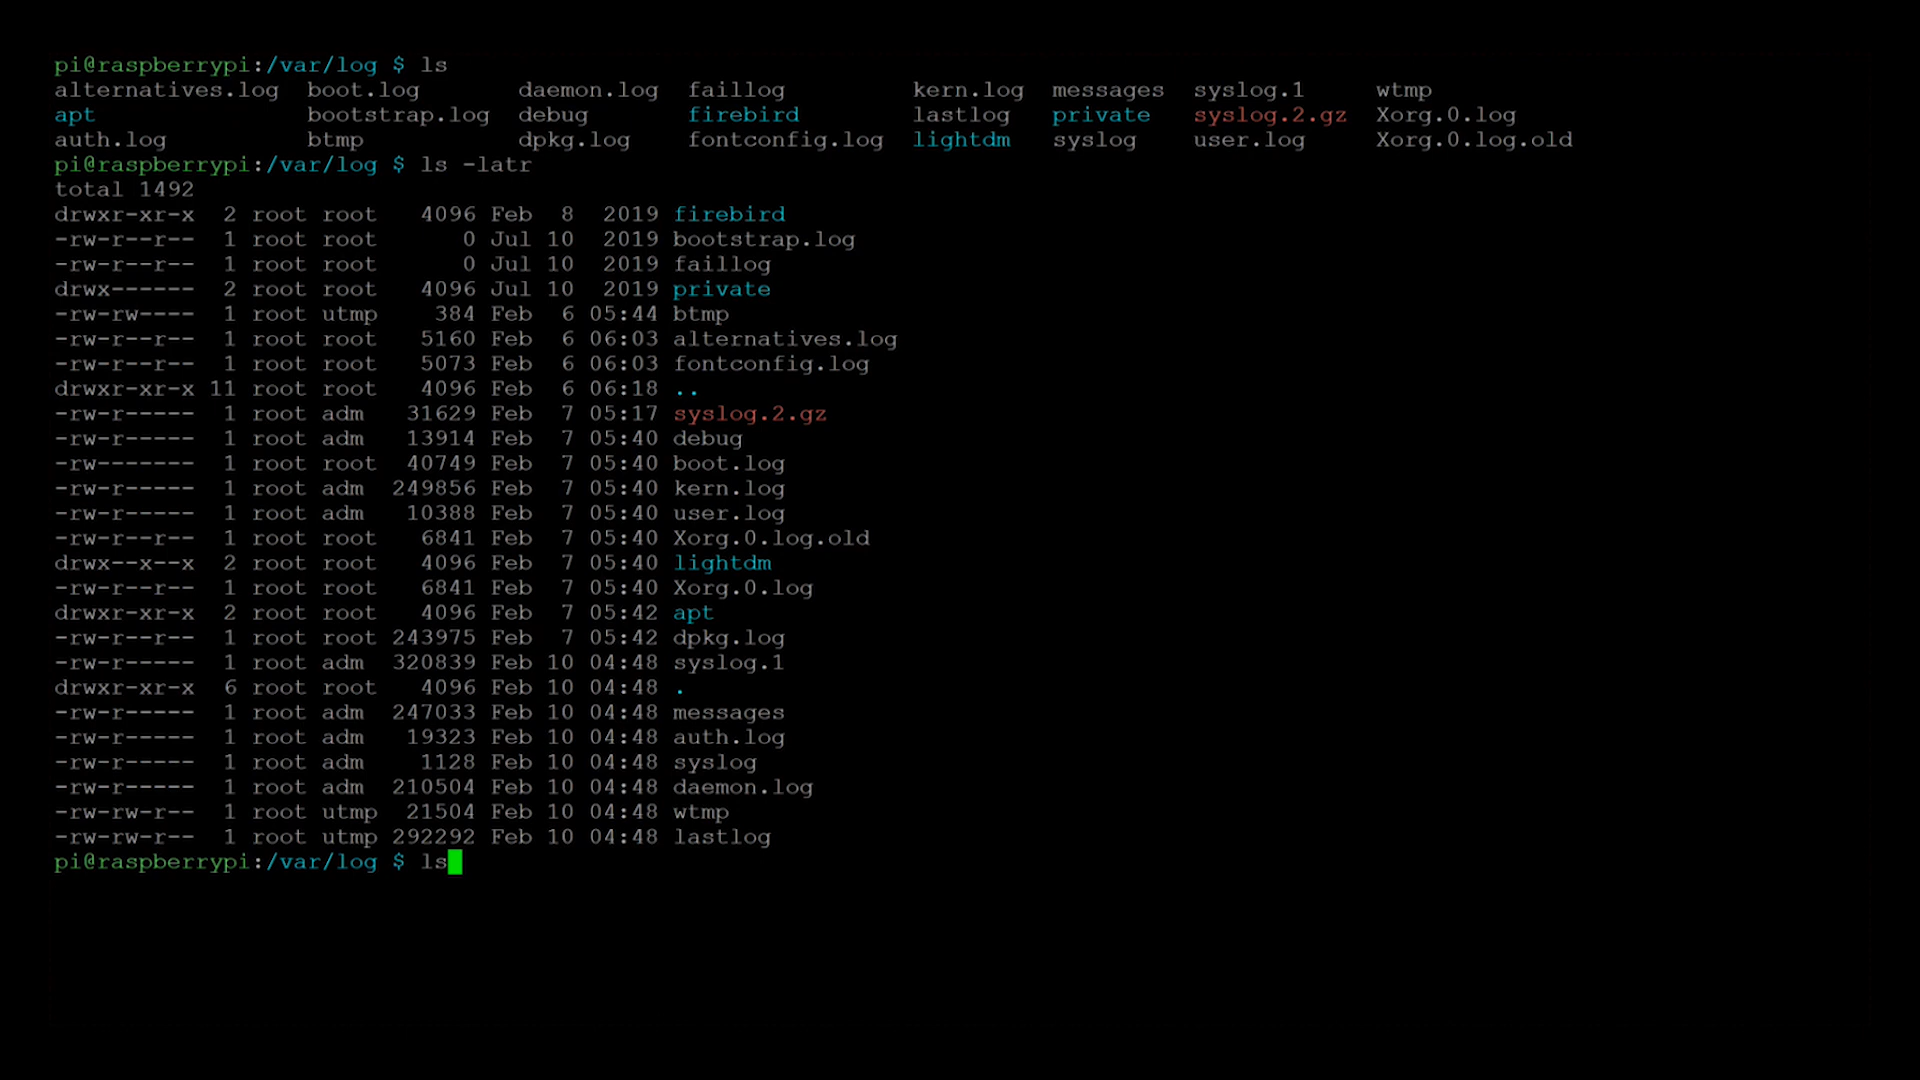 pi@raspberrypi:/var/log $ ls
alternatives.log  boot.log       daemon.log  faillog        kern.log  messages  syslog.1     wtmp
apt               bootstrap.log  debug       firebird       lastlog   private   syslog.2.gz  Xorg.0.log
auth.log          btmp           dpkg.log    fontconfig.log  lightdm   syslog    user.log     Xorg.0.log.old
pi@raspberrypi:/var/log $ ls -latr
total 1492
drwxr-xr-x  2 root root   4096 Feb  8  2019 firebird
-rw-r--r--  1 root root      0 Jul 10  2019 bootstrap.log
-rw-r--r--  1 root root      0 Jul 10  2019 faillog
drwx------  2 root root   4096 Jul 10  2019 private
-rw-rw----  1 root utmp    384 Feb  6 05:44 btmp
-rw-r--r--  1 root root   5160 Feb  6 06:03 alternatives.log
-rw-r--r--  1 root root   5073 Feb  6 06:03 fontconfig.log
drwxr-xr-x 11 root root   4096 Feb  6 06:18 ..
-rw-r-----  1 root adm   31629 Feb  7 05:17 syslog.2.gz
-rw-r-----  1 root adm   13914 Feb  7 05:40 debug
-rw-------  1 root root  40749 Feb  7 05:40 boot.log
-rw-r-----  1 root adm  249856 Feb  7 05:40 kern.log
-rw-r-----  1 root adm   10388 Feb  7 05:40 user.log
-rw-r--r--  1 root root   6841 Feb  7 05:40 Xorg.0.log.old
drwx--x--x  2 root root   4096 Feb  7 05:40 lightdm
-rw-r--r--  1 root root   6841 Feb  7 05:40 Xorg.0.log
drwxr-xr-x  2 root root   4096 Feb  7 05:42 apt
-rw-r--r--  1 root root 243975 Feb  7 05:42 dpkg.log
-rw-r-----  1 root adm  320839 Feb 10 04:48 syslog.1
drwxr-xr-x  6 root root   4096 Feb 10 04:48 .
-rw-r-----  1 root adm  247033 Feb 10 04:48 messages
-rw-r-----  1 root adm   19323 Feb 10 04:48 auth.log
-rw-r-----  1 root adm    1128 Feb 10 04:48 syslog
-rw-r-----  1 root adm  210504 Feb 10 04:48 daemon.log
-rw-rw-r--  1 root utmp  21504 Feb 10 04:48 wtmp
-rw-rw-r--  1 root utmp 292292 Feb 10 04:48 lastlog
pi@raspberrypi:/var/log $ ls